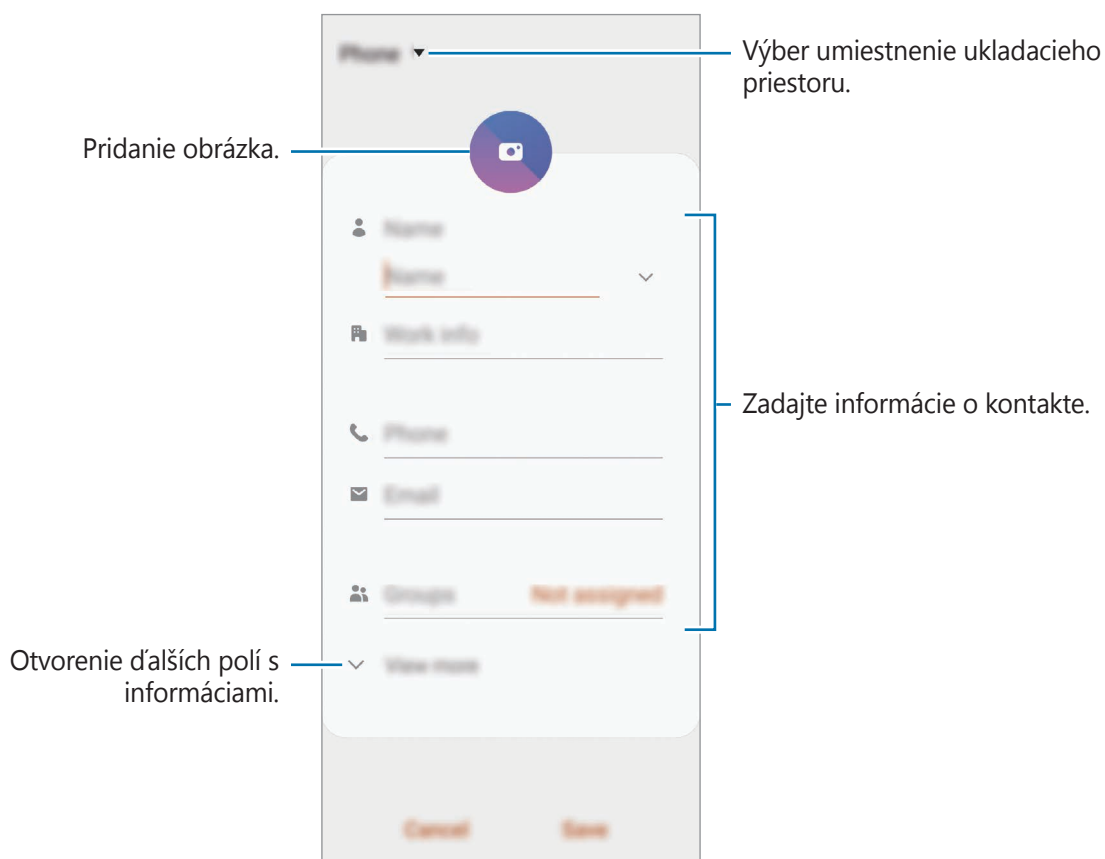 Phone
Výber umiestnenie ukladacieho
priestoru.
Pridanie obrázka.
Name
Name
Work info
Zadajte informácie o kontakte.
Phone
Email
Groups Not assigned
Otvorenie ďalších polí s
informáciami.
View more
Cancel Save